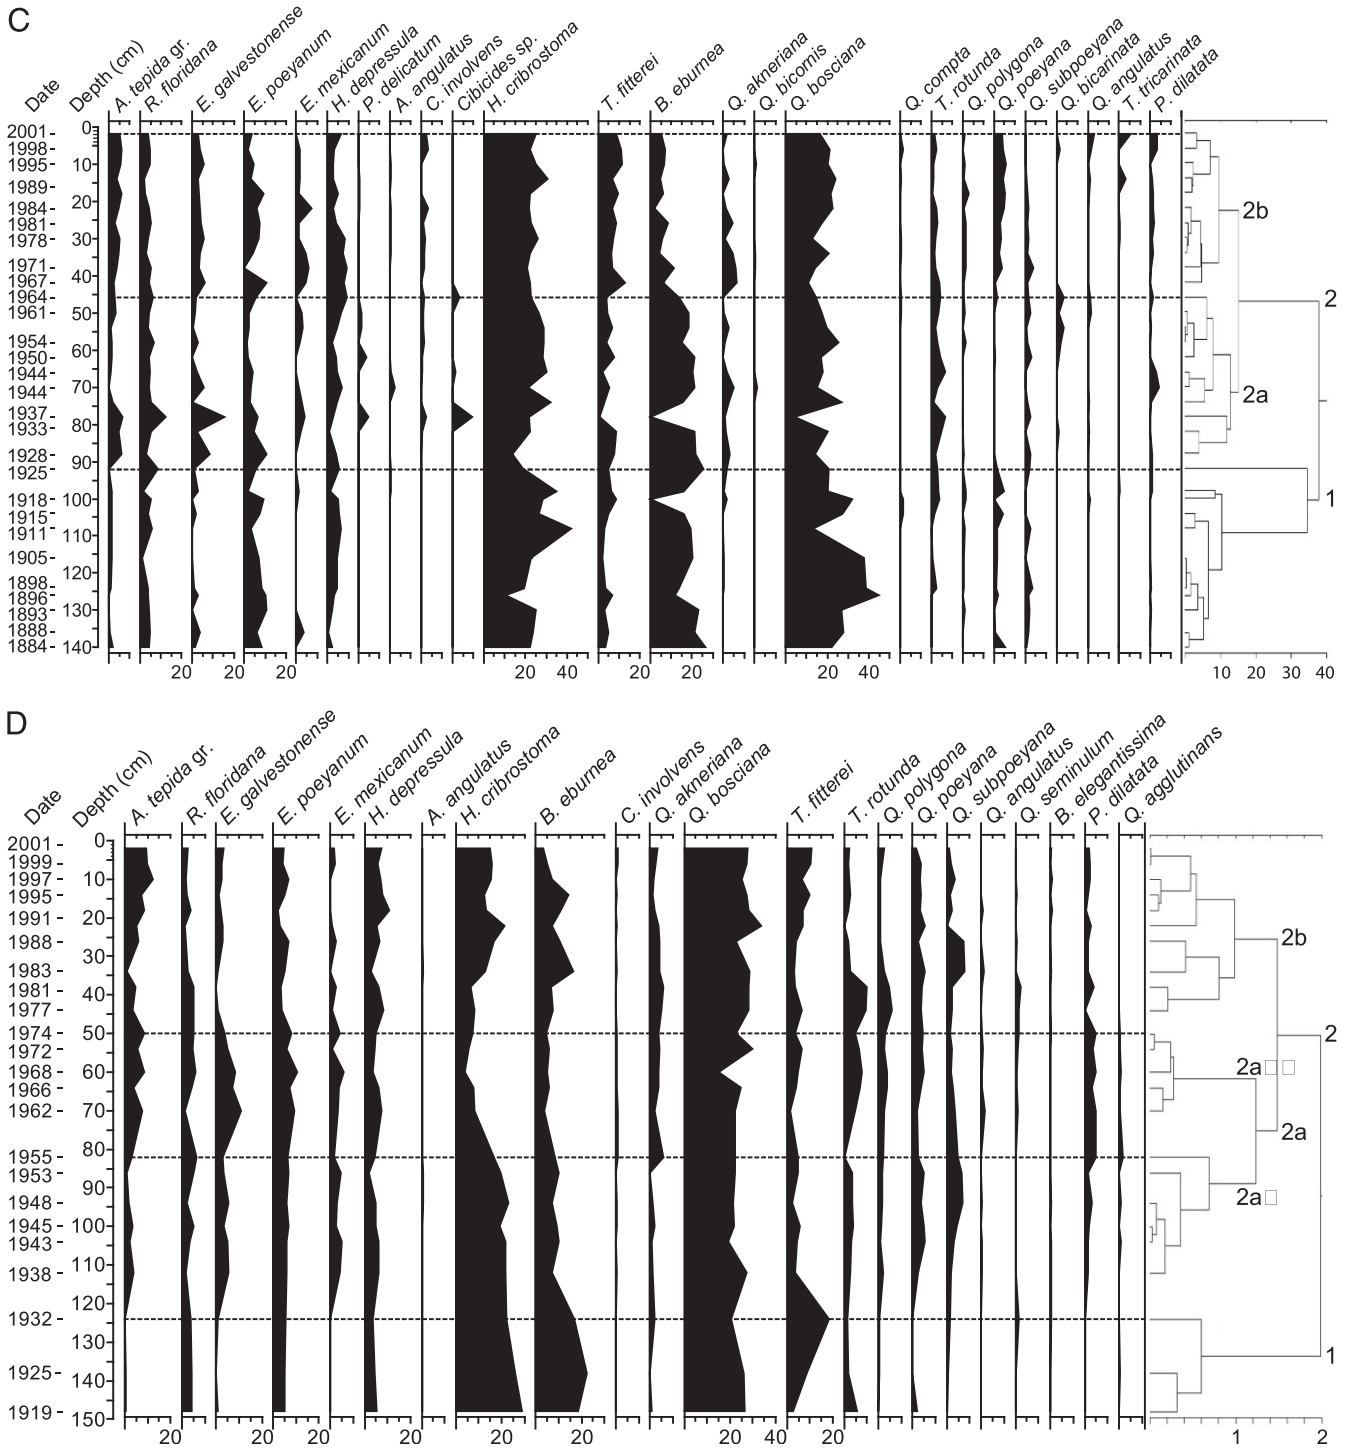 C
Date
Depth (cm)
A. tepida gr.
R. floridana
E. galvestonense
E. poeyanum
E. mexicanum
H. depressula
P. delicatum
A. angulatus
C. involvens
Cibicides sp.
H. cribrostoma
T. fitterei
B. eburnea
Q. akneriana
Q. bicornis
Q. bosciana
Q. compta
T. rotunda
Q. polygona
Q. poeyana
Q. subpoeyana
Q. bicarinata
Q. angulatus
T. tricarinata
P. dilatata
2001
1998
1995
1989
1984
1981
1978
1971
1967
1964
1961
1954
1950
1944
1944
1937
1933
1928
1925
1918
1915
1911
1905
1898
1896
1893
1888
1884
0
10
20
30
40
50
60
70
80
90
100
110
120
130
140
2b
2
2a
1
20 20 20 20 40 20 20 40 10 20 30 40
D
Date
Depth (cm)
A. tepida gr.
R. floridana
E. galvestonense
E. poeyanum
E. mexicanum
H. depressula
A. angulatus
H. cribrostoma
B. eburnea
C. involvens
Q. akneriana
Q. bosciana
T. fitterei
T. rotunda
Q. polygona
Q. poeyana
Q. subpoeyana
Q. angulatus
Q. seminulum
B. elegantissima
P. dilatata
Q. agglutinans
2001
1999
1997
1995
1991
1988
1983
1981
1977
1974
1972
1968
1966
1962
1955
1953
1948
1945
1943
1938
1932
1925
1919
0
10
20
30
40
50
60
70
80
90
100
110
120
130
140
150
2b
2
2a□□
2a
2a□
1
20 20 20 20 20 20 20 40 20 1 2